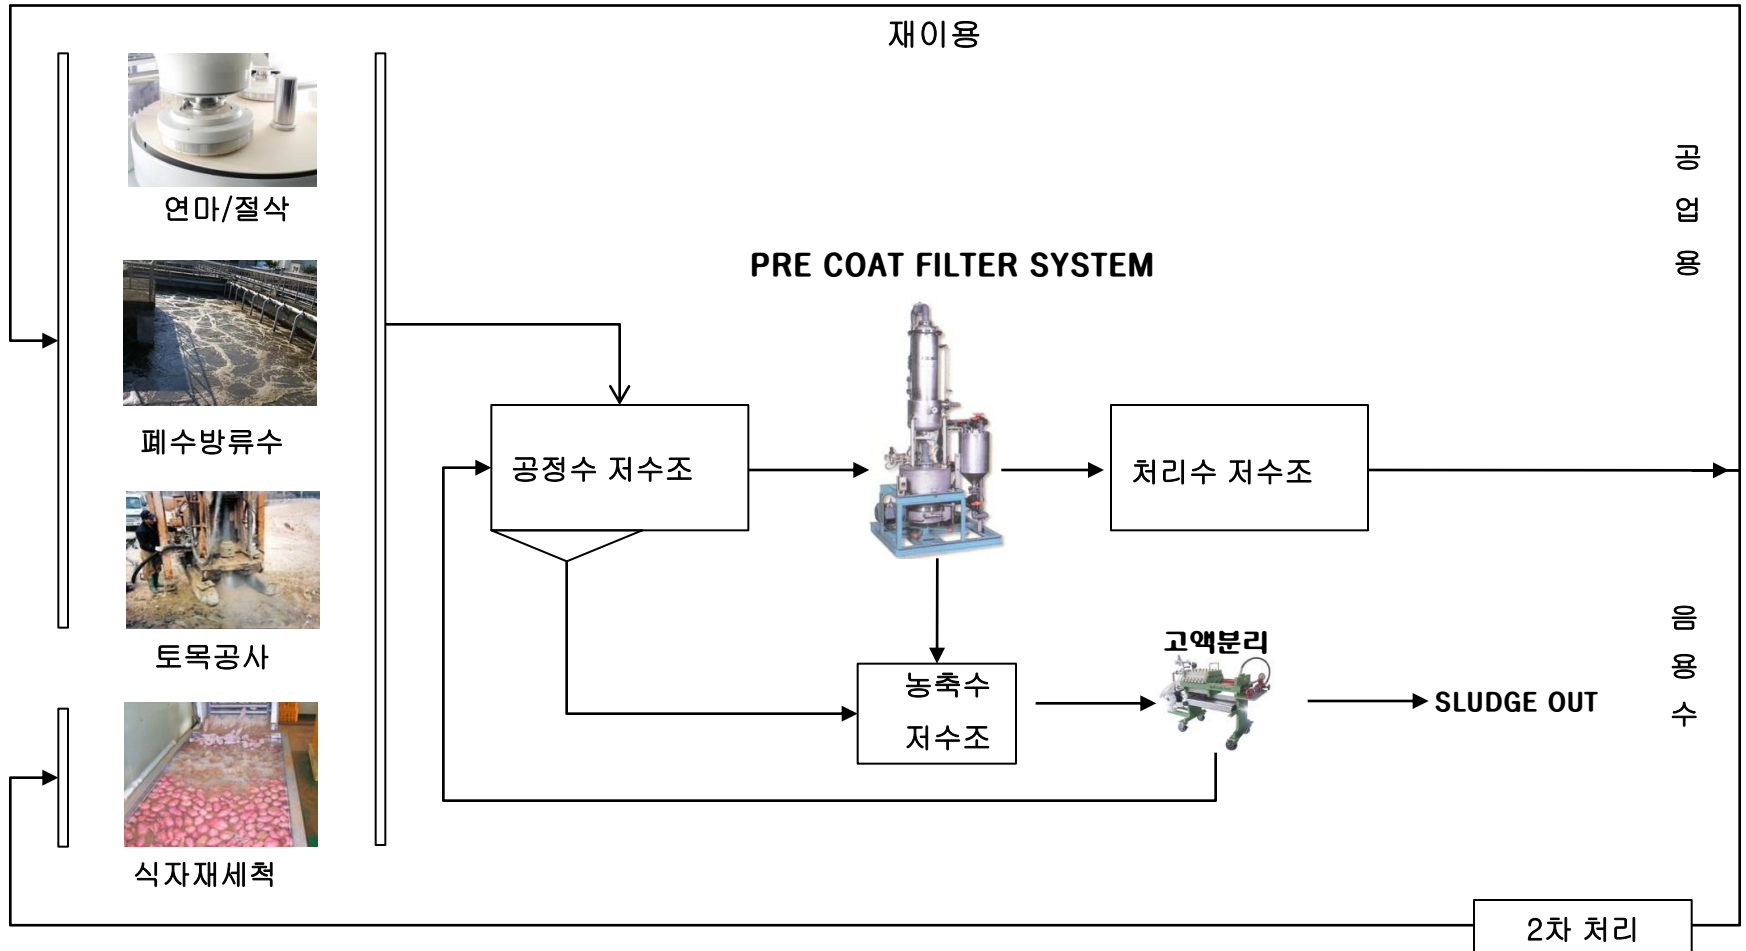 재이용
연마/절삭
폐수방류수
토목공사
식자재세척
PRE COAT FILTER SYSTEM
공정수 저수조
처리수 저수조
농축수
저수조
고액분리
SLUDGE OUT
공
업
용
음
용
수
2차 처리